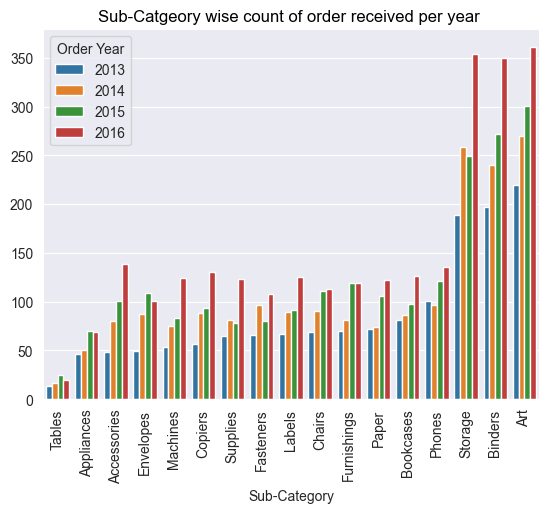 Sub-Catgeory wise count of order received per year
Order Year
2013
2014
2015
2016
350
300
250
200
150
100
50
0
Tables
Appliances
Accessories
Envelopes
Machines
Copiers
Supplies
Fasteners
Labels
Chairs
Furnishings
Paper
Bookcases
Phones
Storage
Binders
Art
Sub-Category